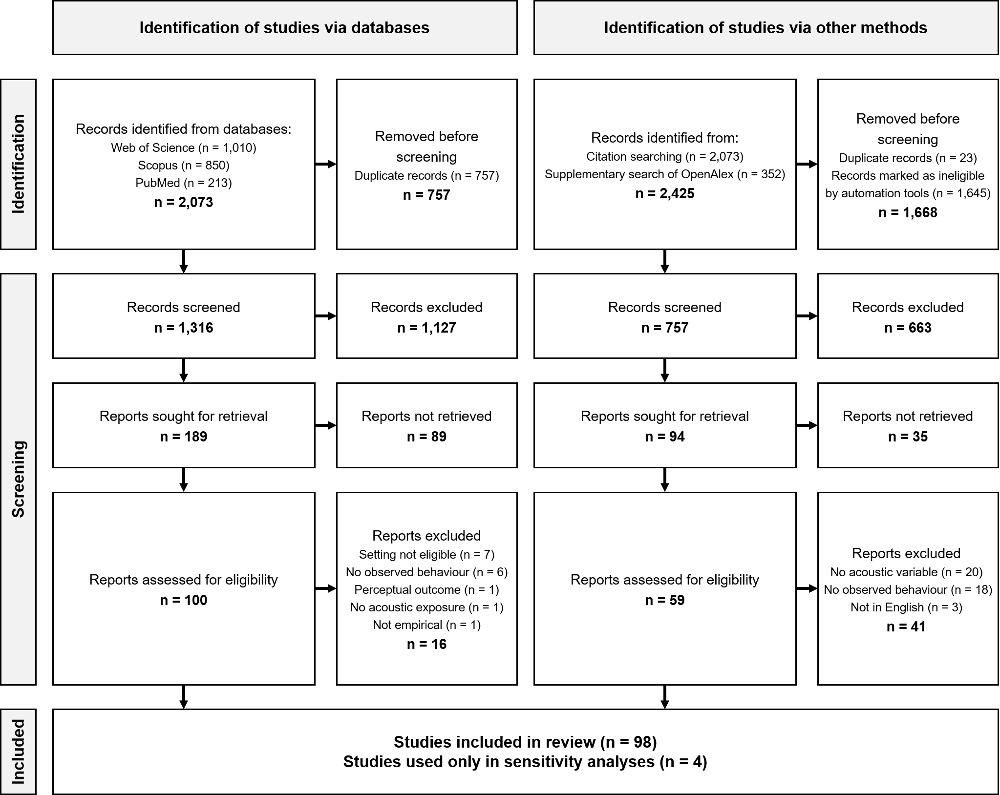 Identification of studies via databases
Identification of studies via other methods
Identification
Records identified from databases:
Web of Science (n = 1,010)
Scopus (n = 850)
PubMed (n = 213)
n = 2,073
Removed before
screening
Duplicate records (n = 757)
n = 757
Records identified from:
Citation searching (n = 2,073)
Supplementary search of OpenAlex (n = 352)
n = 2,425
Removed before
screening
Duplicate records (n = 23)
Records marked as ineligible
by automation tools (n = 1,645)
n = 1,668
Screening
Records screened
n = 1,316
Records excluded
n = 1,127
Records screened
n = 757
Records excluded
n = 663
Reports sought for retrieval
n = 189
Reports not retrieved
n = 89
Reports sought for retrieval
n = 94
Reports not retrieved
n = 35
Reports assessed for eligibility
n = 100
Reports excluded
Setting not eligible (n = 7)
No observed behaviour (n = 6)
Perceptual outcome (n = 1)
No acoustic exposure (n = 1)
Not empirical (n = 1)
n = 16
Reports assessed for eligibility
n = 59
Reports excluded
No acoustic variable (n = 20)
No observed behaviour (n = 18)
Not in English (n = 3)
n = 41
Included
Studies included in review (n = 98)
Studies used only in sensitivity analyses (n = 4)